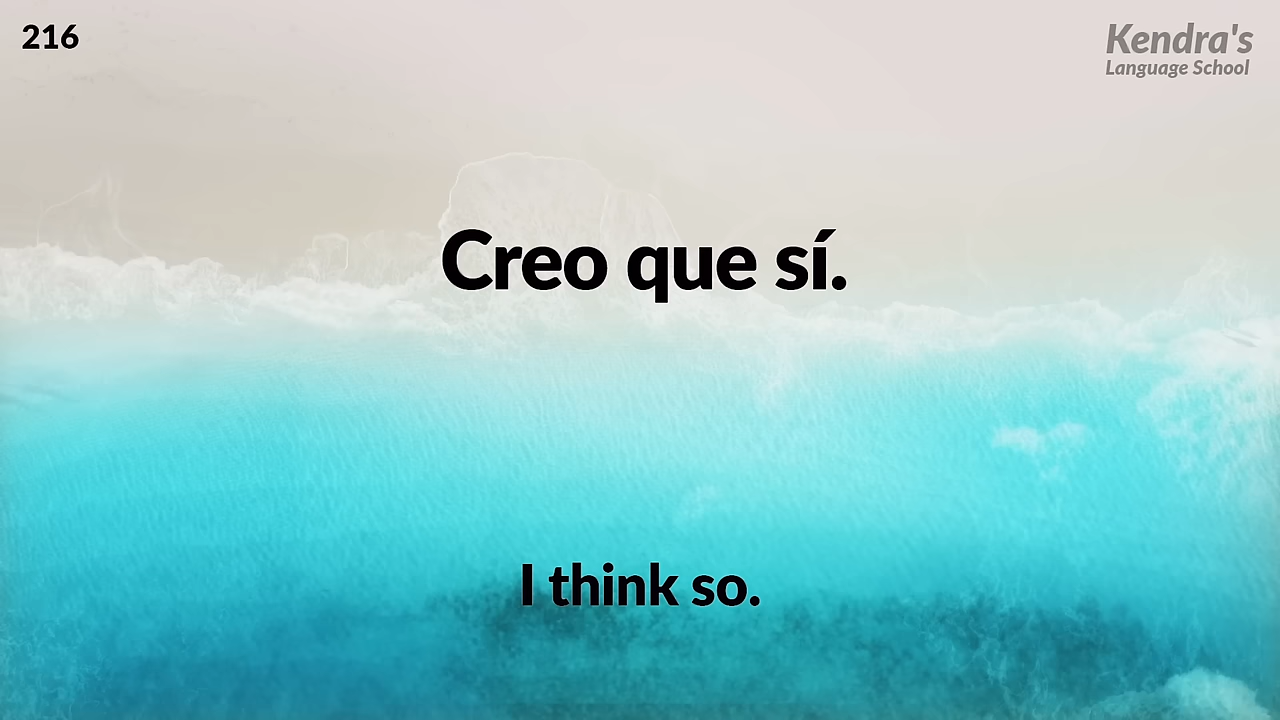 216
Kendra's
Language School
Creo que sí.
I think so.